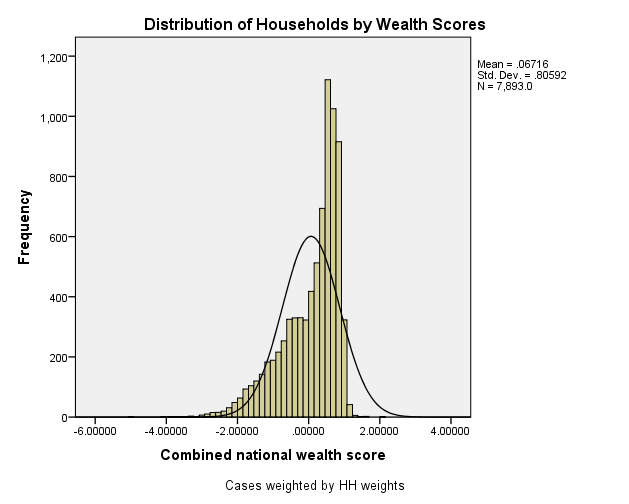 Distribution of Households by Wealth Scores
Mean = .06716
Std. Dev. = .80592
N = 7,893.0
1,200
1,000
800
600
400
200
0
Frequency
-6.00000 -4.00000 -2.00000 .00000 2.00000 4.00000
Combined national wealth score
Cases weighted by HH weights